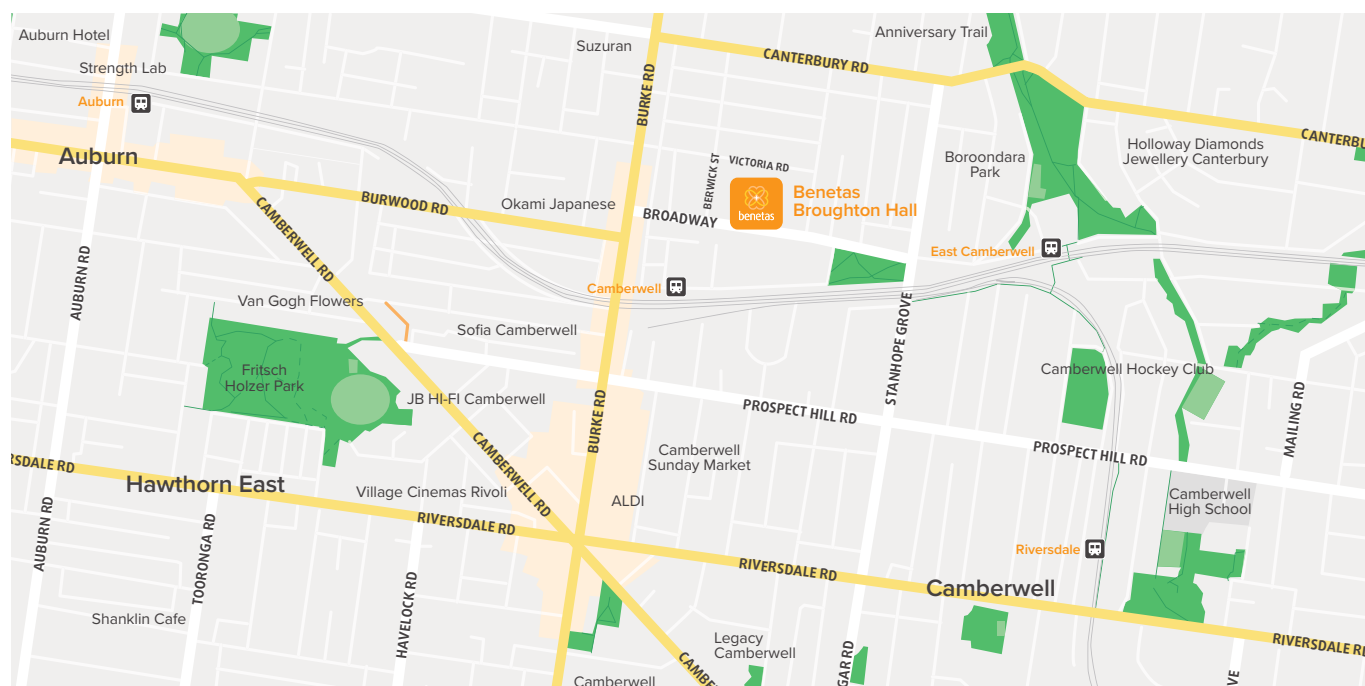 Auburn Hotel
Suzuran
Anniversary Trail
Strength Lab
CANTERBURY RD
Auburn
BURKE RD
CANTERBU
Holloway Diamonds
Jewellery Canterbury
Auburn
Boroondara
Park
BERWICK ST
VICTORIA RD
benetas
Benetas
Broughton Hall
BURWOOD RD
Okami Japanese
BROADWAY
CAMBERWELL RD
East Camberwell
AUBURN RD
Camberwell
Van Gogh Flowers
Sofia Camberwell
STANHOPE GROVE
Fritsch
Holzer Park
Camberwell Hockey Club
JB HI-FI Camberwell
BURKE RD
PROSPECT HILL RD
MAILING RD
CAMBERWELL RD
Camberwell
Sunday Market
PROSPECT HILL RD
RSDALE RD
Hawthorn East
Village Cinemas Rivoli
ALDI
Camberwell
High School
AUBURN RD
TOORONGA RD
RIVERSDALE RD
Riversdale
RIVERSDALE RD
Camberwell
HAVELOCK RD
Shanklin Cafe
Legacy
Camberwell
RIVERSDALE RD
GAR RD
CAMBERW
Camberwell
VE